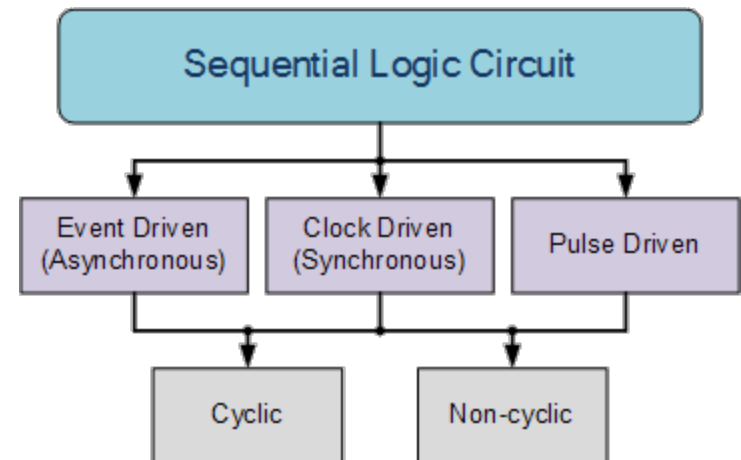 Sequential Logic Circuit
Event Driven
(Asynchronous)
Clock Driven
(Synchronous)
Pulse Driven
Cyclic
Non-cyclic